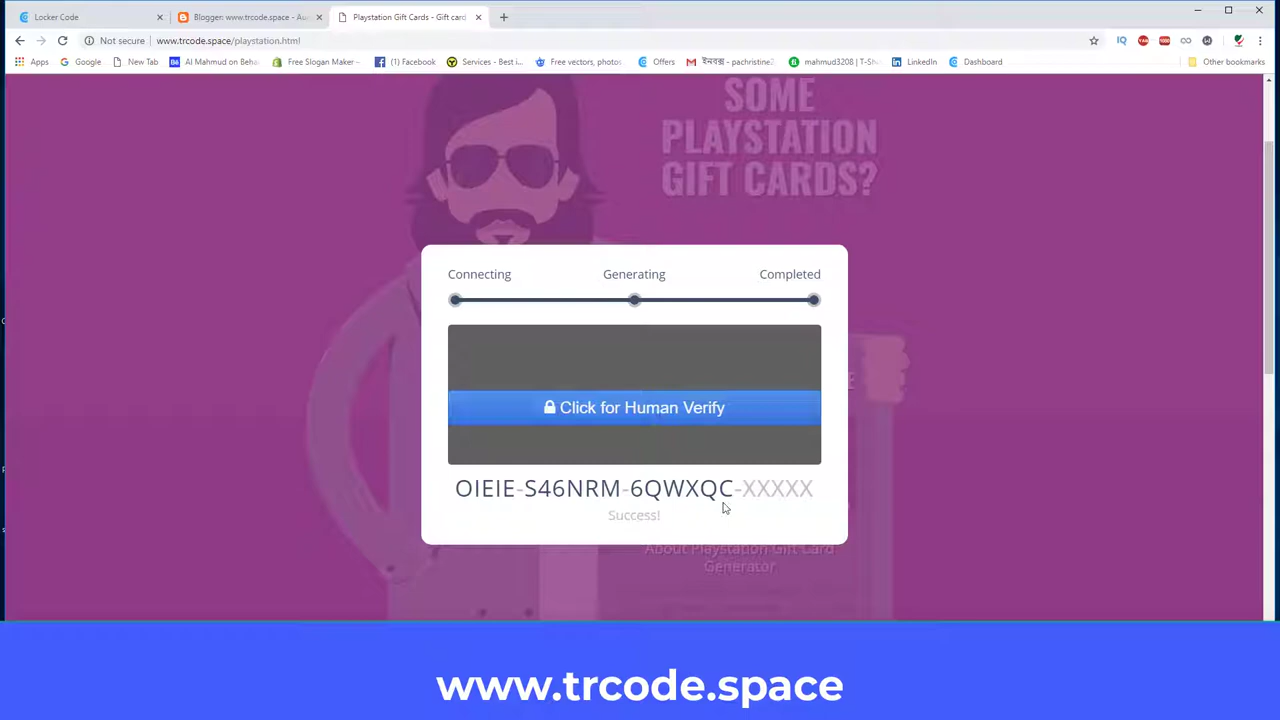 Locker Code
Blogger: www.trcode.space - Au
Playstation Gift Cards - Gift card
Not secure
www.trcode.space/playstation.html
Apps
Google
New Tab
Al Mahmud on Beha
Free Slogan Maker -
(1) Facebook
Services - Best i
Free vectors, photos
Offers
ইনবক্স - pachristine2
mahmud3208 | T-Sh
LinkedIn
Dashboard
Other bookmarks
SOME
PLAYSTATION
GIFT CARDS?
Connecting Generating Completed
Click for Human Verify
OIEIE-S46NRM-6QWXQC-XXXXX
Success!
About Playstation Gift Card
Generator
www.trcode.space